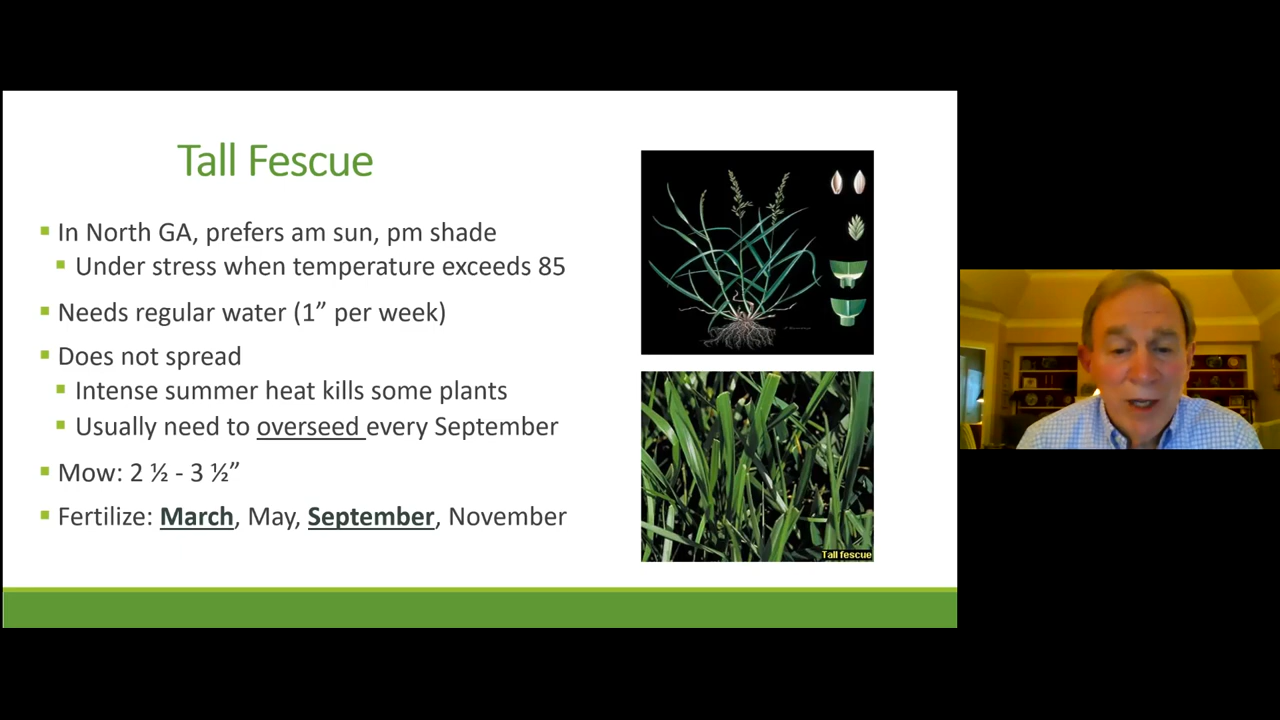 Tall Fescue
▪ In North GA, prefers am sun, pm shade
▪ Under stress when temperature exceeds 85
▪ Needs regular water (1” per week)
▪ Does not spread
▪ Intense summer heat kills some plants
▪ Usually need to overseed every September
▪ Mow: 2 ½ - 3 ½”
▪ Fertilize: March, May, September, November
Tall fescue